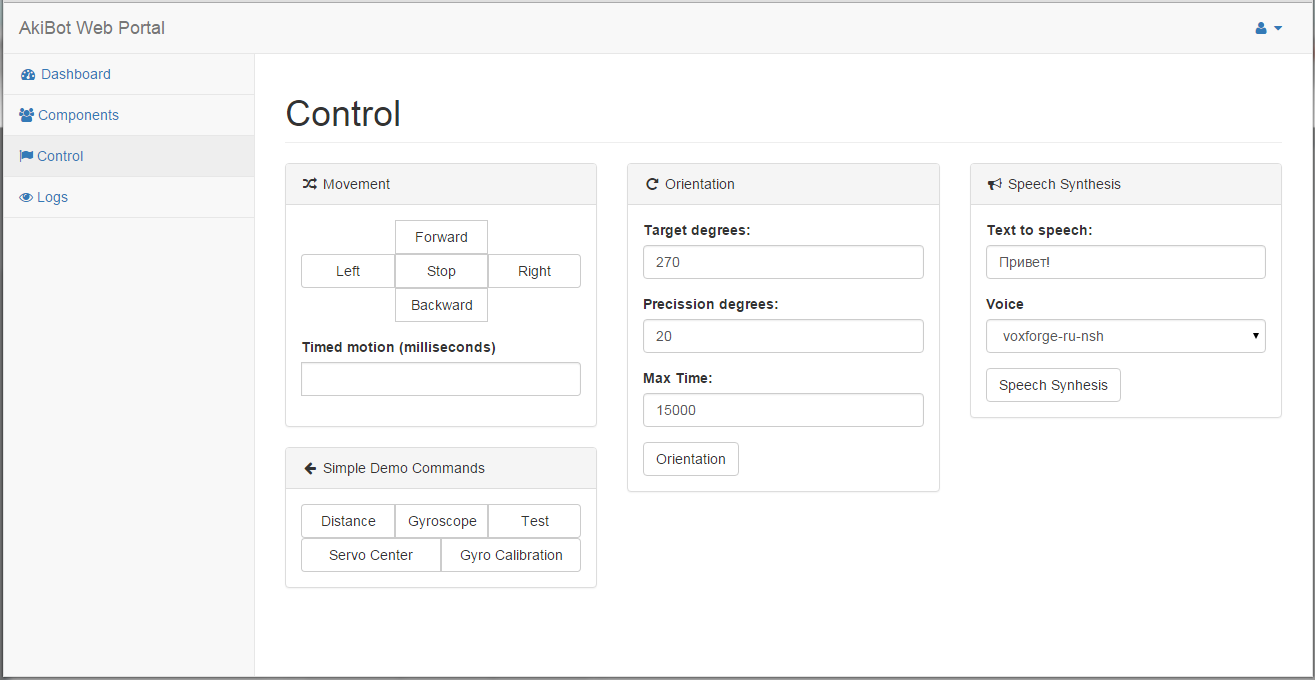 AkiBot Web Portal
Dashboard
Components
Control
Logs
Control
Movement
Forward
Left Stop Right
Backward
Timed motion (milliseconds)
Simple Demo Commands
Distance Gyroscope Test
Servo Center Gyro Calibration
Orientation
Target degrees:
270
Precission degrees:
20
Max Time:
15000
Orientation
Speech Synthesis
Text to speech:
Привет!
Voice
voxforge-ru-nsh
Speech Synhesis